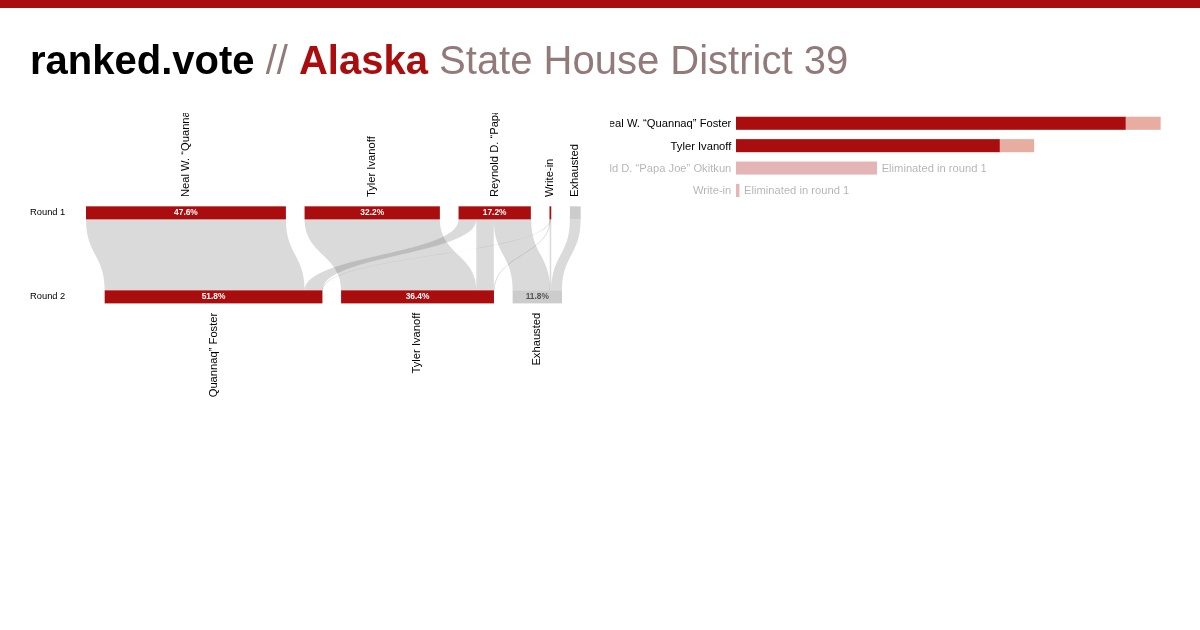 ranked.vote // Alaska State House District 39
Neal W. “Quanna
Tyler Ivanoff
Reynold D. “Papa
Write-in
Exhausted
Round 1
47.6%
32.2%
17.2%
Round 2
51.8%
36.4%
11.8%
Quannaq” Foster
Tyler Ivanoff
Exhausted
eal W. “Quannaq” Foster
Tyler Ivanoff
ld D. “Papa Joe” Okitkun Eliminated in round 1
Write-in Eliminated in round 1